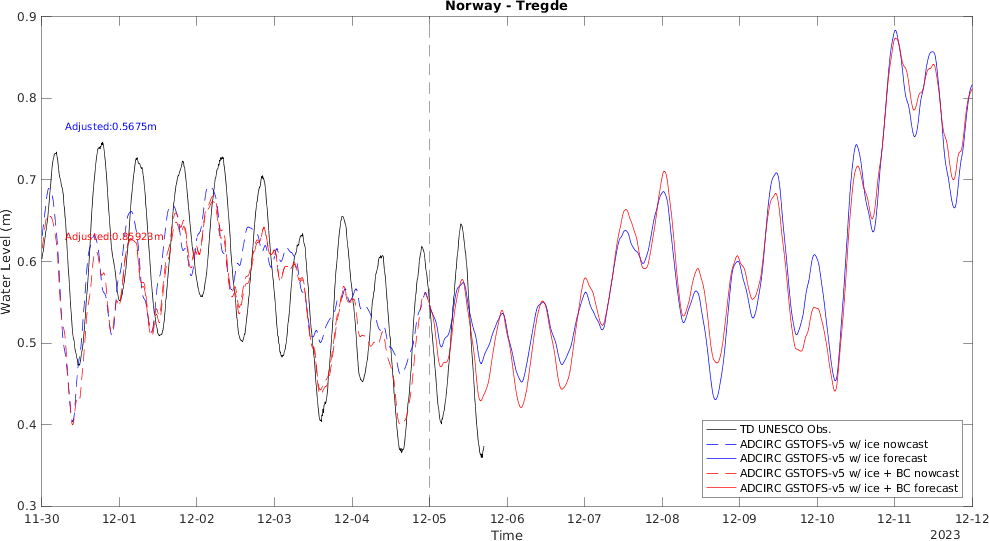 Norway - Tregde
0.9
0.8
0.7
0.6
0.5
0.4
0.3
Water Level (m)
Adjusted:0.5675m
Adjusted:0.85923m
TD UNESCO Obs.
ADCIRC GSTOFS-v5 w/ ice nowcast
ADCIRC GSTOFS-v5 w/ ice forecast
ADCIRC GSTOFS-v5 w/ ice + BC nowcast
ADCIRC GSTOFS-v5 w/ ice + BC forecast
11-30 12-01 12-02 12-03 12-04 12-05 12-06 12-07 12-08 12-09 12-10 12-11 12-12
Time
2023